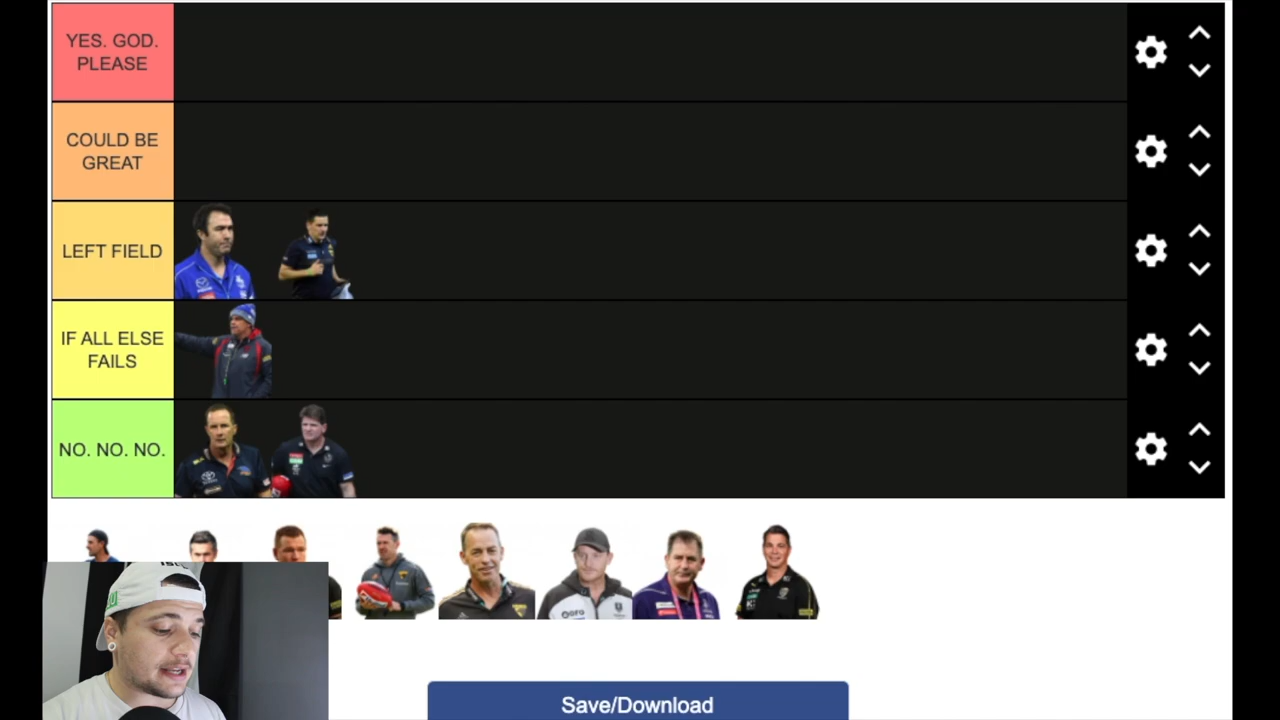 YES. GOD.
PLEASE
COULD BE
GREAT
LEFT FIELD
IF ALL ELSE
FAILS
NO. NO. NO.
Save/Download